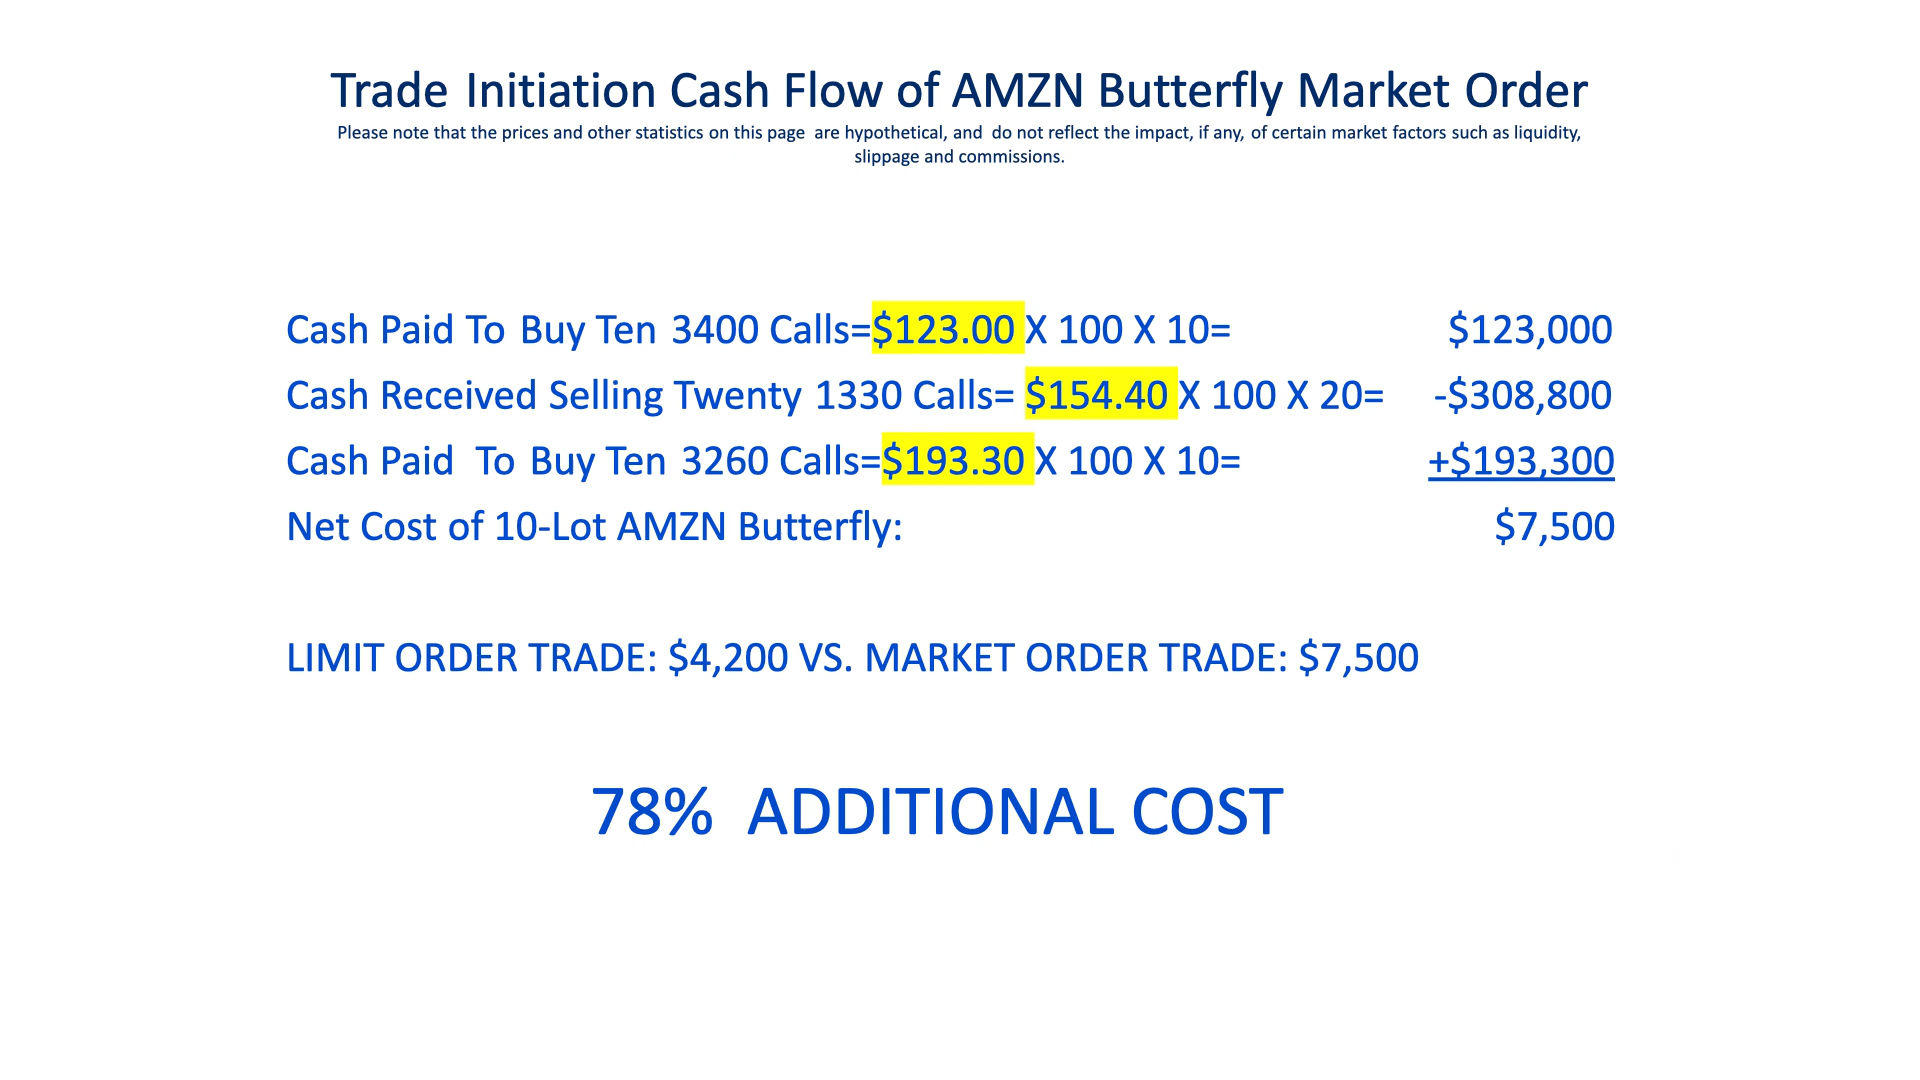 Trade Initiation Cash Flow of AMZN Butterfly Market Order
Please note that the prices and other statistics on this page are hypothetical, and do not reflect the impact, if any, of certain market factors such as liquidity,
slippage and commissions.
Cash Paid To Buy Ten 3400 Calls=$123.00 X 100 X 10= $123,000
Cash Received Selling Twenty 1330 Calls= $154.40 X 100 X 20= -$308,800
Cash Paid To Buy Ten 3260 Calls=$193.30 X 100 X 10= +$193,300
Net Cost of 10-Lot AMZN Butterfly: $7,500
LIMIT ORDER TRADE: $4,200 VS. MARKET ORDER TRADE: $7,500
78% ADDITIONAL COST